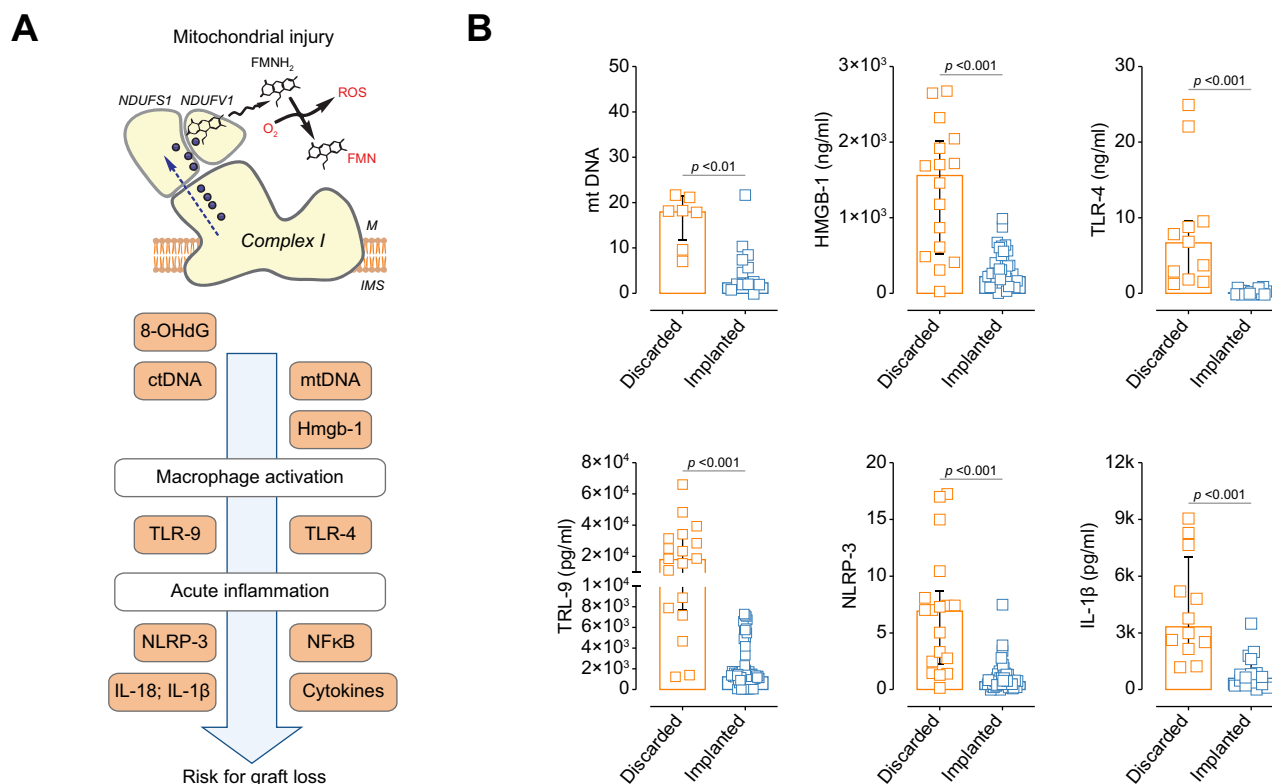 A
Mitochondrial injury
FMNH₂
NDUFS1 NDUFV1
ROS
O₂
FMN
Complex I
M
IMS
8-OHdG
ctDNA
mtDNA
Hmgb-1
Macrophage activation
TLR-9
TLR-4
Acute inflammation
NLRP-3
NFκB
IL-18; IL-1β
Cytokines
Risk for graft loss
B
mt DNA
50
40
30
20
10
0
p <0.01
Discarded
Implanted
HMGB-1 (ng/ml)
3×10³
2×10³
1×10³
0
p <0.001
Discarded
Implanted
TLR-4 (ng/ml)
30
20
10
0
p <0.001
Discarded
Implanted
TRL-9 (pg/ml)
8×10⁴
6×10⁴
4×10⁴
2×10⁴
1×10⁴
8×10³
6×10³
4×10³
2×10³
0
p <0.001
Discarded
Implanted
NLRP-3
20
15
10
5
0
p <0.001
Discarded
Implanted
IL-1β (pg/ml)
12k
9k
6k
3k
0
p <0.001
Discarded
Implanted